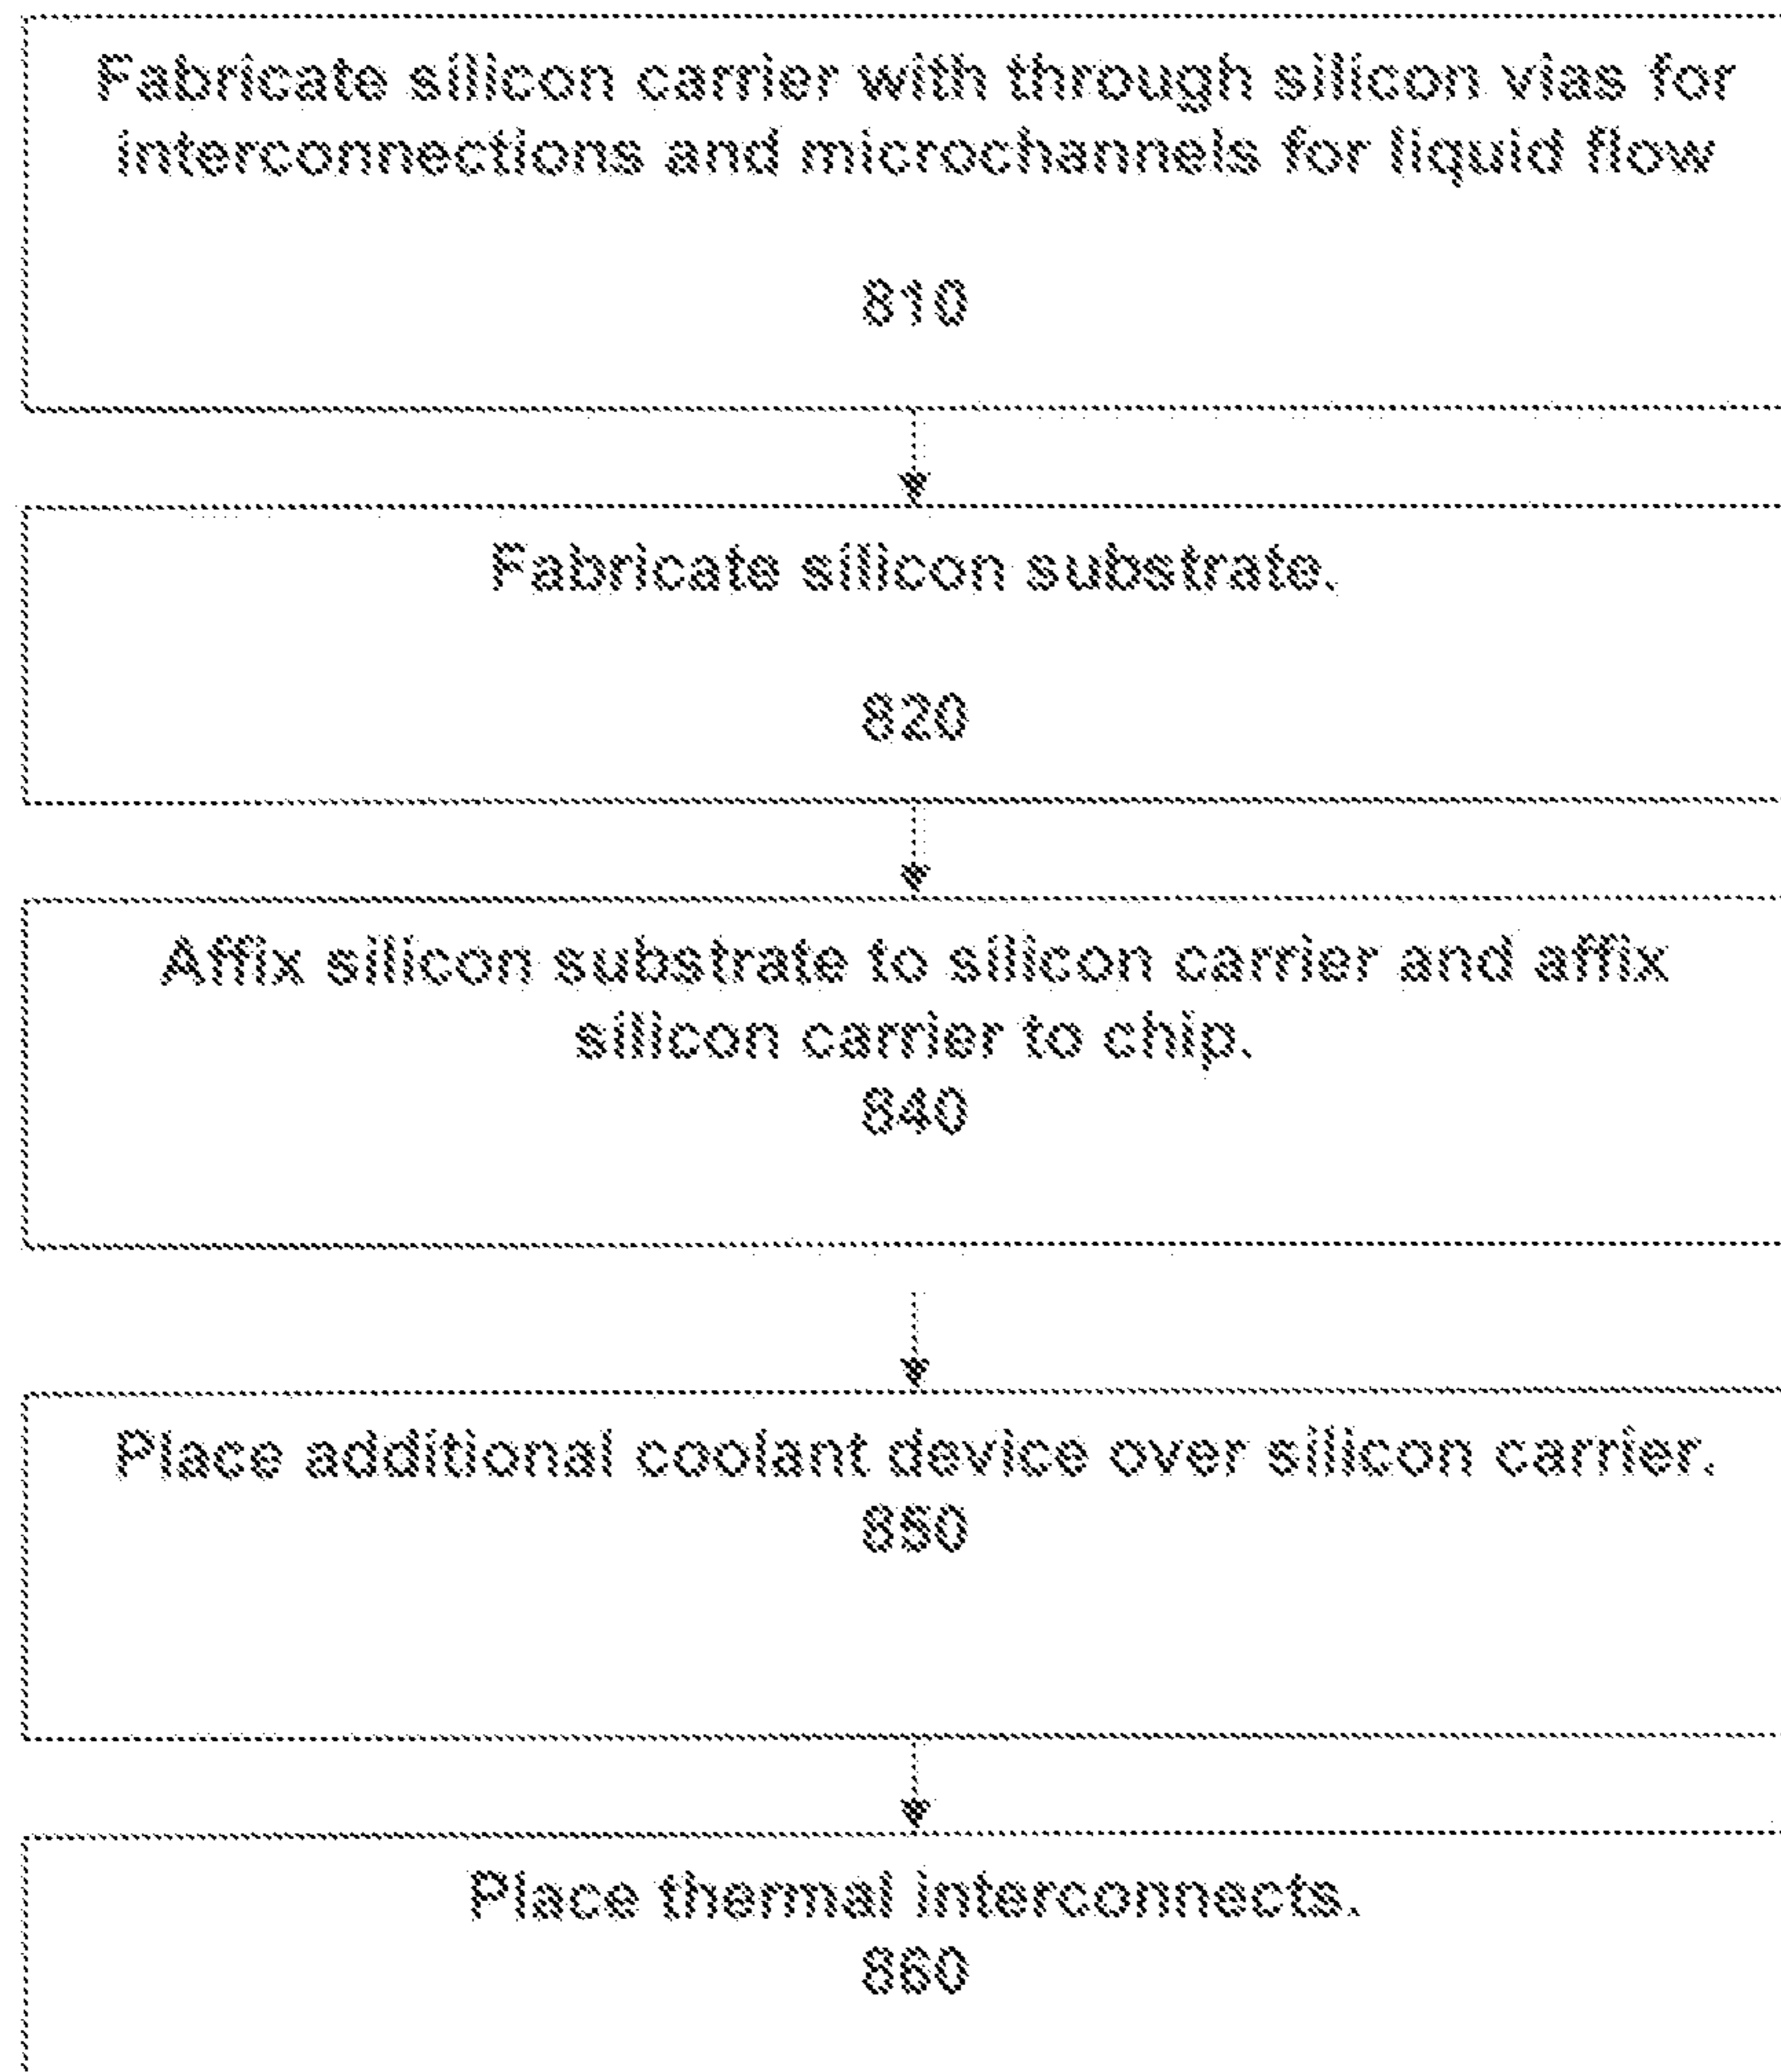 Fabricate silicon carrier with through silicon vias for
interconnections and microchannels for liquid flow
810
Fabricate silicon substrate.
820
Affix silicon substrate to silicon carrier and affix
silicon carrier to chip.
840
Place additional coolant device over silicon carrier.
850
Place thermal interconnects.
860